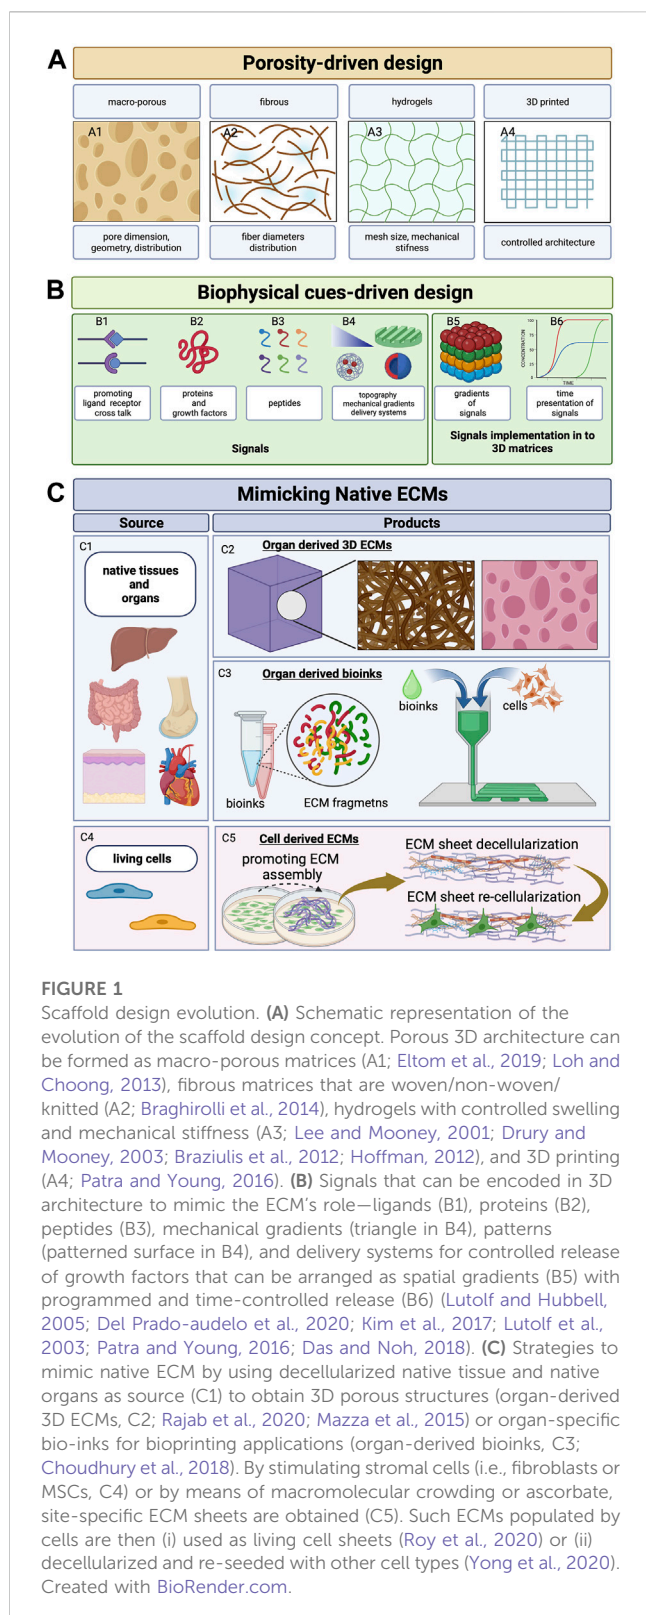 A
Porosity-driven design
macro-porous
fibrous
hydrogels
3D printed
A1
A2
A3
A4
pore dimension,
geometry, distribution
fiber diameters
distribution
mesh size, mechanical
stifness
controlled architecture
B
Biophysical cues-driven design
B1
B2
B3
B4
B5
B6
CONCENTRATION
100
75
50
25
0
TIME
promoting
ligand receptor
cross talk
proteins
and
growth factors
peptides
topography
mechanical gradients
delivery systems
gradients
of
signals
time
presentation of
signals
Signals
Signals implementation in to
3D matrices
C
Mimicking Native ECMs
Source
Products
C1
native tissues
and
organs
C2
Organ derived 3D ECMs
C3
Organ derived bioinks
bioinks
cells
bioinks
ECM fragmetns
C4
living cells
C5
Cell derived ECMs
promoting ECM
assembly
ECM sheet decellularization
ECM sheet re-cellularization
FIGURE 1
Scaffold design evolution. (A) Schematic representation of the
evolution of the scaffold design concept. Porous 3D architecture can
be formed as macro-porous matrices (A1; Eltom et al., 2019; Loh and
Choong, 2013), fibrous matrices that are woven/non-woven/
knitted (A2; Braghirolli et al., 2014), hydrogels with controlled swelling
and mechanical stiffness (A3; Lee and Mooney, 2001; Drury and
Mooney, 2003; Braziulis et al., 2012; Hoffman, 2012), and 3D printing
(A4; Patra and Young, 2016). (B) Signals that can be encoded in 3D
architecture to mimic the ECM's role—ligands (B1), proteins (B2),
peptides (B3), mechanical gradients (triangle in B4), patterns
(patterned surface in B4), and delivery systems for controlled release
of growth factors that can be arranged as spatial gradients (B5) with
programmed and time-controlled release (B6) (Lutolf and Hubbell,
2005; Del Prado-audelo et al., 2020; Kim et al., 2017; Lutolf et al.,
2003; Patra and Young, 2016; Das and Noh, 2018). (C) Strategies to
mimic native ECM by using decellularized native tissue and native
organs as source (C1) to obtain 3D porous structures (organ-derived
3D ECMs, C2; Rajab et al., 2020; Mazza et al., 2015) or organ-specific
bio-inks for bioprinting applications (organ-derived bioinks, C3;
Choudhury et al., 2018). By stimulating stromal cells (i.e., fibroblasts or
MSCs, C4) or by means of macromolecular crowding or ascorbate,
site-specific ECM sheets are obtained (C5). Such ECMs populated by
cells are then (i) used as living cell sheets (Roy et al., 2020) or (ii)
decellularized and re-seeded with other cell types (Yong et al., 2020).
Created with BioRender.com.